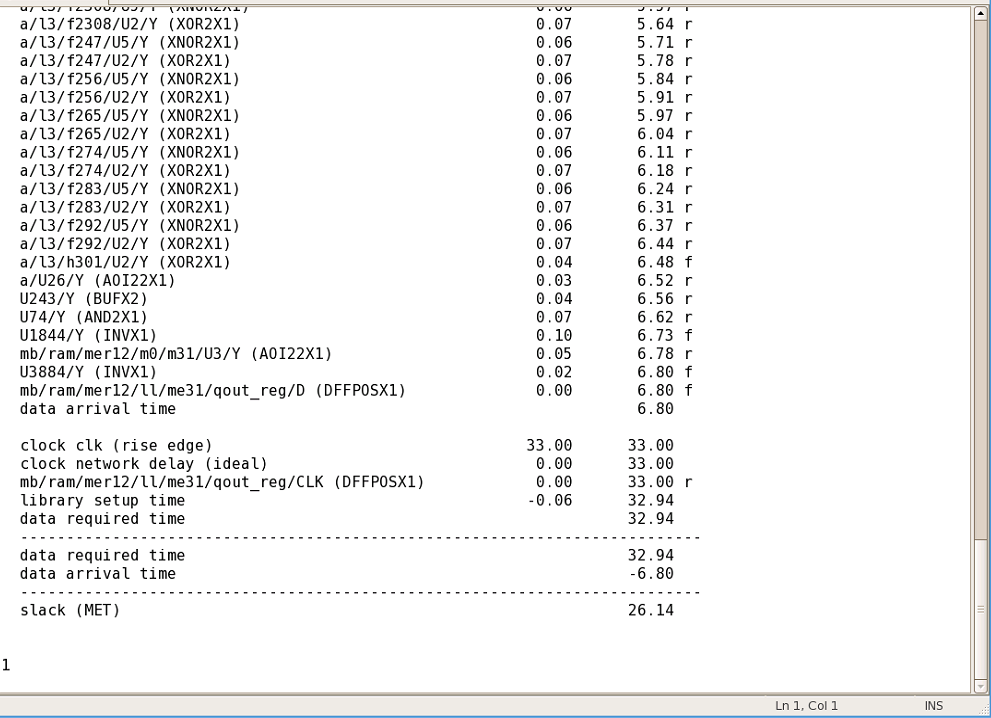 a/l3/f2308/U2/Y (XOR2X1) 0.07 5.64 r
a/l3/f247/U5/Y (XNOR2X1) 0.06 5.71 r
a/l3/f247/U2/Y (XOR2X1) 0.07 5.78 r
a/l3/f256/U5/Y (XNOR2X1) 0.06 5.84 r
a/l3/f256/U2/Y (XOR2X1) 0.07 5.91 r
a/l3/f265/U5/Y (XNOR2X1) 0.06 5.97 r
a/l3/f265/U2/Y (XOR2X1) 0.07 6.04 r
a/l3/f274/U5/Y (XNOR2X1) 0.06 6.11 r
a/l3/f274/U2/Y (XOR2X1) 0.07 6.18 r
a/l3/f283/U5/Y (XNOR2X1) 0.06 6.24 r
a/l3/f283/U2/Y (XOR2X1) 0.07 6.31 r
a/l3/f292/U5/Y (XNOR2X1) 0.06 6.37 r
a/l3/f292/U2/Y (XOR2X1) 0.07 6.44 r
a/l3/h301/U2/Y (XOR2X1) 0.04 6.48 f
a/U26/Y (AOI22X1) 0.03 6.52 r
U243/Y (BUFX2) 0.04 6.56 r
U74/Y (AND2X1) 0.07 6.62 r
U1844/Y (INVX1) 0.10 6.73 f
mb/ram/mer12/m0/m31/U3/Y (AOI22X1) 0.05 6.78 r
U3884/Y (INVX1) 0.02 6.80 f
mb/ram/mer12/ll/me31/qout_reg/D (DFFPOSX1) 0.00 6.80 f
data arrival time 6.80
clock clk (rise edge) 33.00 33.00
clock network delay (ideal) 0.00 33.00
mb/ram/mer12/ll/me31/qout_reg/CLK (DFFPOSX1) 0.00 33.00 r
library setup time -0.06 32.94
data required time 32.94
--------------------------------------------------------------------------
data required time 32.94
data arrival time -6.80
--------------------------------------------------------------------------
slack (MET) 26.14
1
Ln 1, Col 1 INS